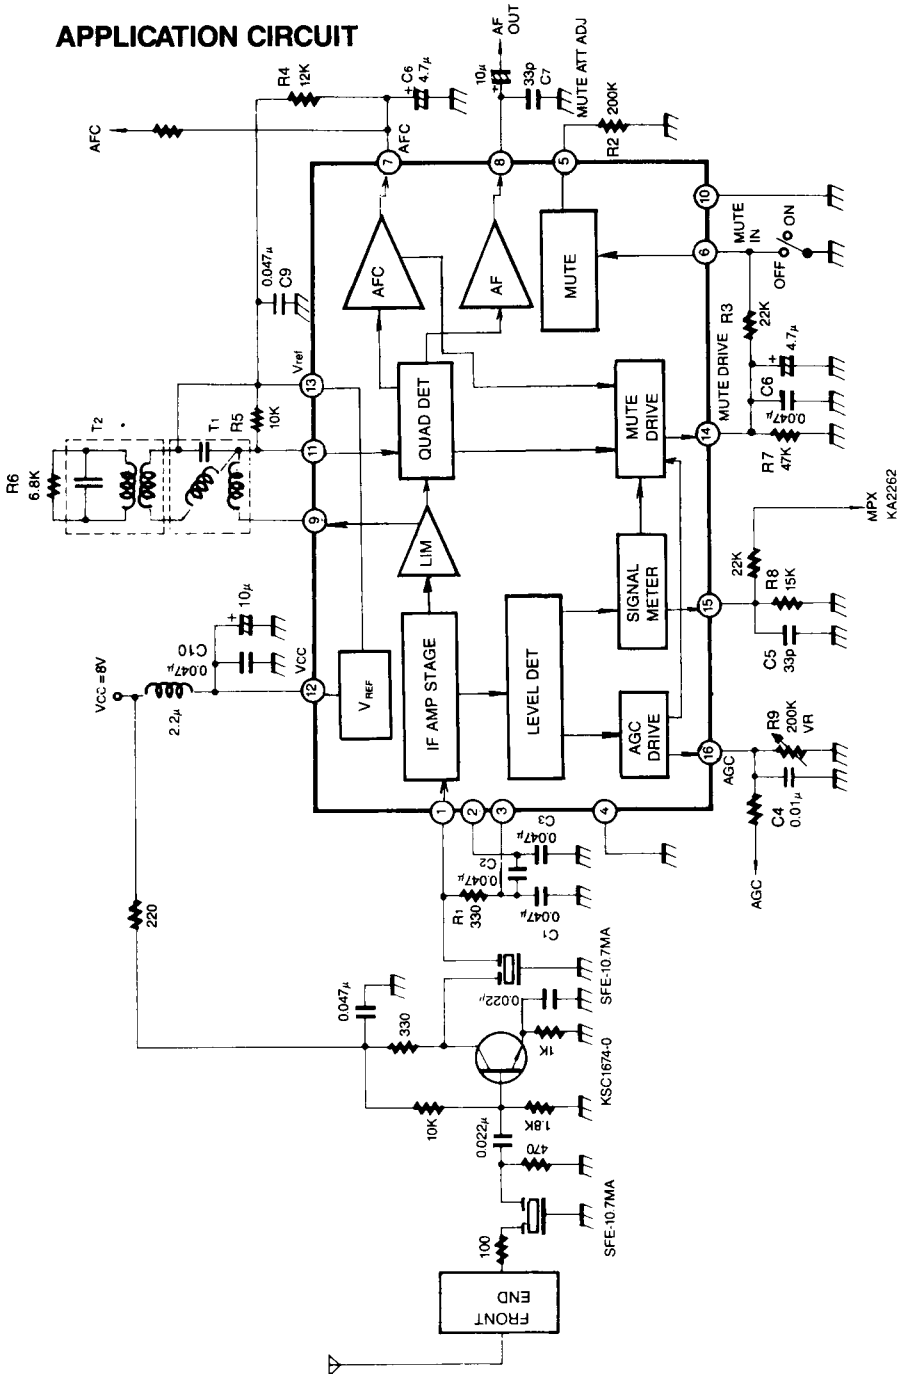 APPLICATION CIRCUIT
AFC
R4
12K
C6
4.7μ
+
AFC
7
10μ
+
AF
OUT
33p
C7
8
MUTE ATT ADJ
R2
200K
5
0.047μ
C9
Vref
13
R5
10K
11
T2
T1
R6
6.8K
9
10μ
+
C10
0.047μ
VCC
12
VCC=8V
2.2μ
220
AFC
AF
MUTE
QUAD DET
MUTE
DRIVE
LIM
VREF
IF AMP STAGE
LEVEL DET
SIGNAL
METER
AGC
DRIVE
10
6
MUTE
IN
ON
OFF
R3
22K
MUTE DRIVE
14
+
4.7μ
C6
0.047μ
R7
47K
15
22K
MPX
KA2262
R8
15K
C5
33p
16
AGC
R9
200K
VR
C4
0.01μ
AGC
1
2
3
4
R1
330
C3
0.047μ
C2
0.047μ
0.047μ
C1
SFE-10.7MA
0.047μ
330
0.022μ
1K
KSC1674-0
10K
1.8K
0.022μ
470
SFE-10.7MA
100
FRONT
END